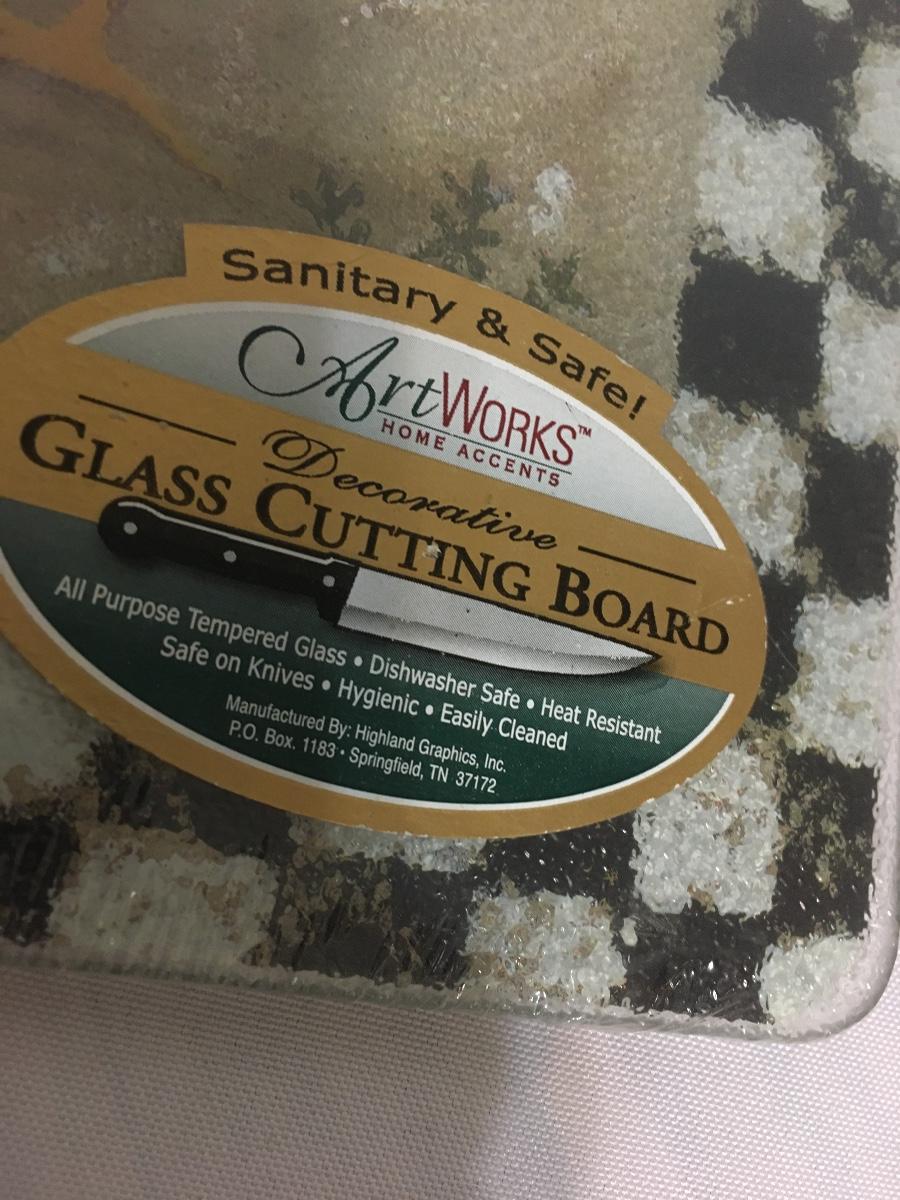 Sanitary & Safe!
ArtWORKS™
HOME ACCENTS
Decorative
GLASS CUTTING BOARD
All Purpose Tempered Glass • Dishwasher Safe • Heat Resistant
Safe on Knives • Hygienic • Easily Cleaned
Manufactured By: Highland Graphics, Inc.
P.O. Box. 1183 • Springfield, TN 37172